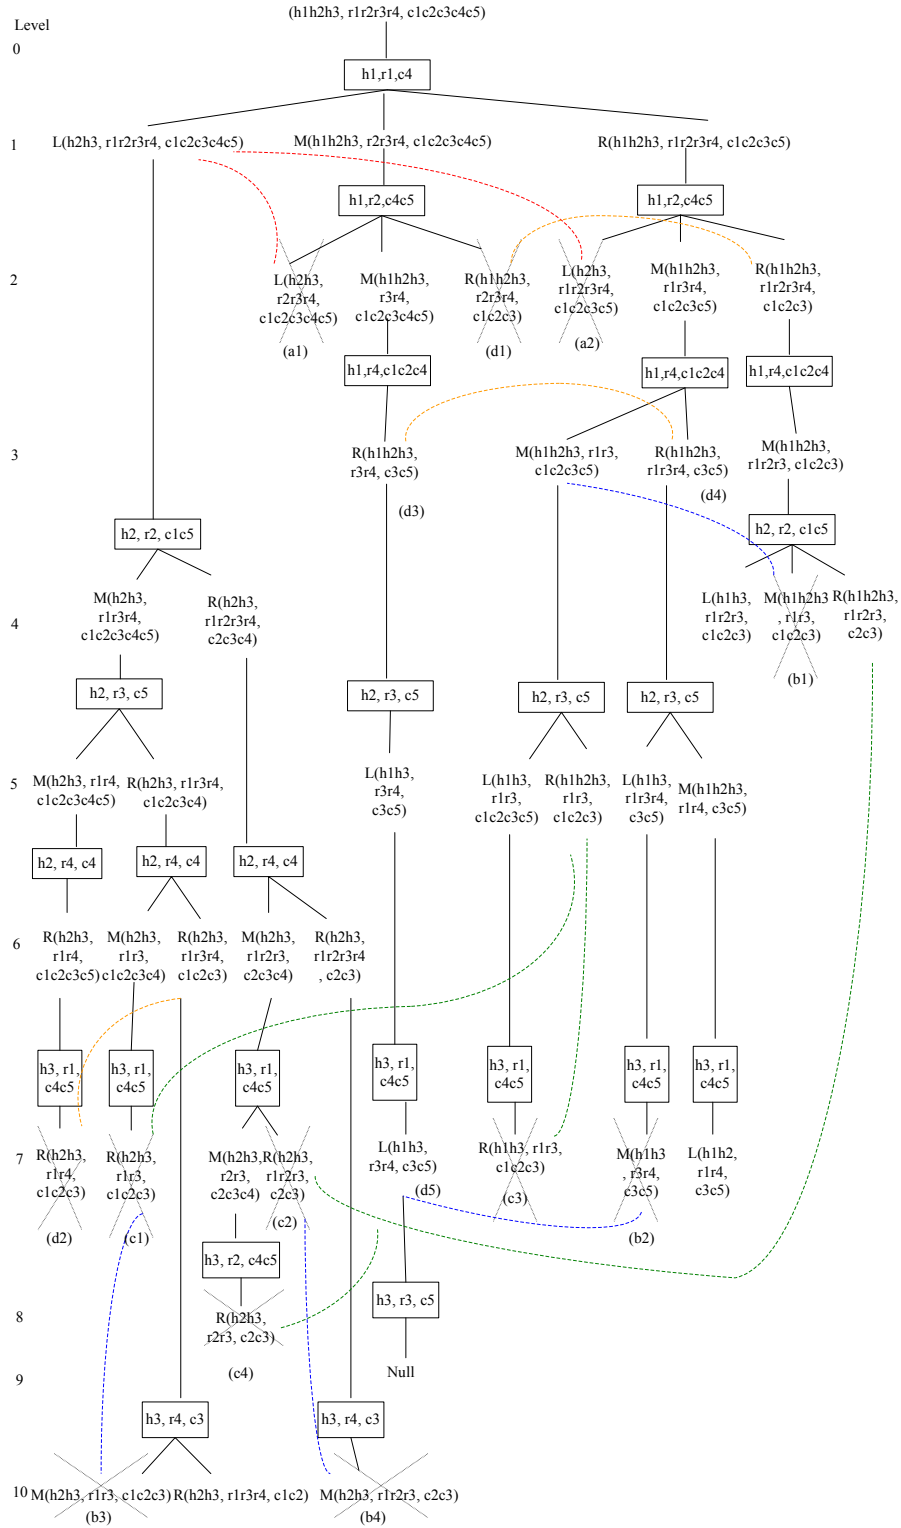 Level
(h1h2h3, r1r2r3r4, c1c2c3c4c5)
0
h1,r1,c4
1
L(h2h3, r1r2r3r4, c1c2c3c4c5)
M(h1h2h3, r2r3r4, c1c2c3c4c5)
R(h1h2h3, r1r2r3r4, c1c2c3c5)
h1,r2,c4c5
h1,r2,c4c5
2
L(h2h3,
r2r3r4,
c1c2c3c4c5)
(a1)
M(h1h2h3,
r3r4,
c1c2c3c4c5)
R(h1h2h3,
r2r3r4,
c1c2c3)
(d1)
L(h2h3,
r1r2r3r4,
c1c2c3c5)
(a2)
M(h1h2h3,
r1r3r4,
c1c2c3c5)
R(h1h2h3,
r1r2r3r4,
c1c2c3)
h1,r4,c1c2c4
h1,r4,c1c2c4
h1,r4,c1c2c4
3
R(h1h2h3,
r3r4, c3c5)
(d3)
M(h1h2h3, r1r3,
c1c2c3c5)
R(h1h2h3,
r1r3r4, c3c5)
(d4)
M(h1h2h3,
r1r2r3, c1c2c3)
h2, r2, c1c5
h2, r2, c1c5
4
M(h2h3,
r1r3r4,
c1c2c3c4c5)
R(h2h3,
r1r2r3r4,
c2c3c4)
L(h1h3,
r1r2r3,
c1c2c3)
M(h1h2h3
, r1r3,
c1c2c3)
(b1)
R(h1h2h3,
r1r2r3,
c2c3)
h2, r3, c5
h2, r3, c5
h2, r3, c5
h2, r3, c5
5
M(h2h3, r1r4,
c1c2c3c4c5)
R(h2h3, r1r3r4,
c1c2c3c4)
L(h1h3,
r3r4,
c3c5)
L(h1h3,
r1r3,
c1c2c3c5)
R(h1h2h3,
r1r3,
c1c2c3)
L(h1h3,
r1r3r4,
c3c5)
M(h1h2h3,
r1r4, c3c5)
h2, r4, c4
h2, r4, c4
h2, r4, c4
6
R(h2h3,
r1r4,
c1c2c3c5)
M(h2h3,
r1r3,
c1c2c3c4)
R(h2h3,
r1r3r4,
c1c2c3)
M(h2h3,
r1r2r3,
c2c3c4)
R(h2h3,
r1r2r3r4
, c2c3)
h3, r1,
c4c5
h3, r1,
c4c5
h3, r1,
c4c5
h3, r1,
c4c5
h3, r1,
c4c5
h3, r1,
c4c5
h3, r1,
c4c5
7
R(h2h3,
r1r4,
c1c2c3)
(d2)
R(h2h3,
r1r3,
c1c2c3)
(c1)
M(h2h3,
r2r3,
c2c3c4)
R(h2h3,
r1r2r3,
c2c3)
(c2)
L(h1h3,
r3r4, c3c5)
(d5)
R(h1h3, r1r3,
c1c2c3)
(c3)
M(h1h3
, r3r4,
c3c5)
(b2)
L(h1h2,
r1r4,
c3c5)
h3, r2, c4c5
h3, r3, c5
8
R(h2h3,
r2r3, c2c3)
(c4)
Null
9
h3, r4, c3
h3, r4, c3
10
M(h2h3, r1r3, c1c2c3)
(b3)
R(h2h3, r1r3r4, c1c2)
M(h2h3, r1r2r3, c2c3)
(b4)